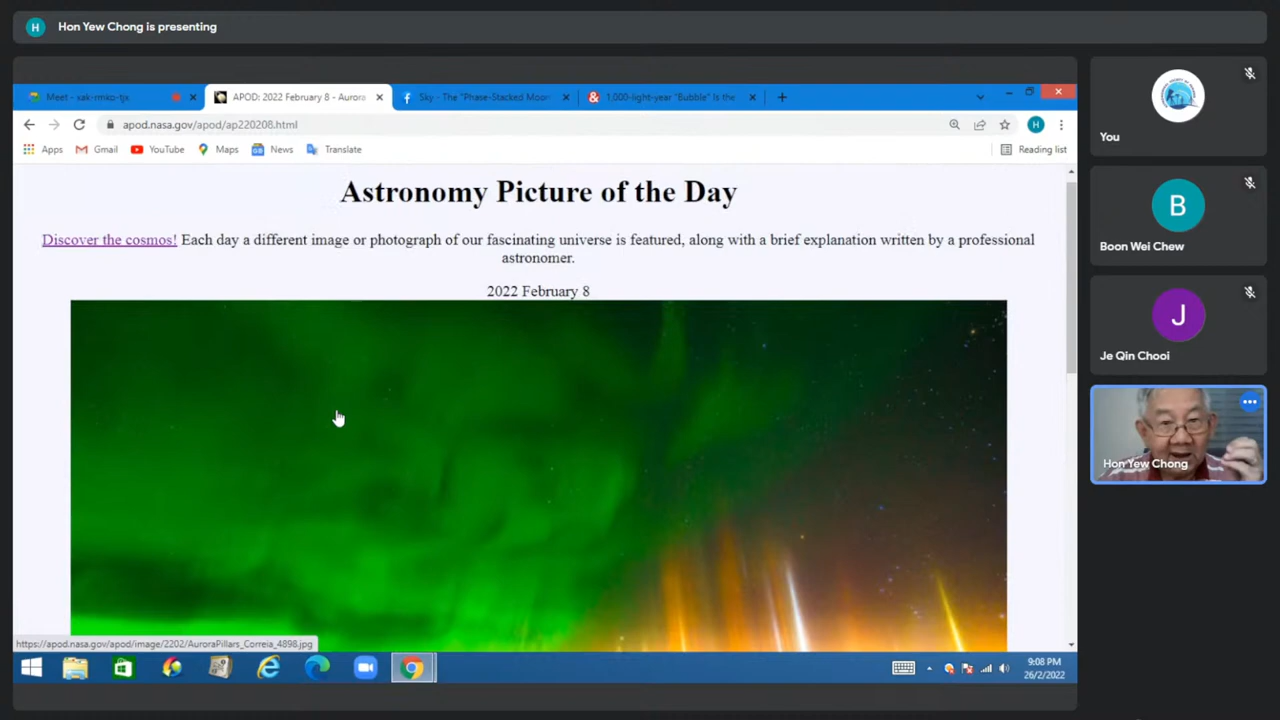 H
Hon Yew Chong is presenting
Meet - xak-rmko-tjx
APOD: 2022 February 8 - Aurora
Sky - The "Phase-Stacked Moon
1,000-light-year "Bubble" Is the
apod.nasa.gov/apod/ap220208.html
H
Apps
Gmail
YouTube
Maps
News
Translate
Reading list
Astronomy Picture of the Day
Discover the cosmos! Each day a different image or photograph of our fascinating universe is featured, along with a brief explanation written by a professional
astronomer.
2022 February 8
https://apod.nasa.gov/apod/image/2202/AuroraPillars_Correia_4898.jpg
9:08 PM
26/2/2022
You
B
Boon Wei Chew
J
Je Qin Chooi
Hon Yew Chong